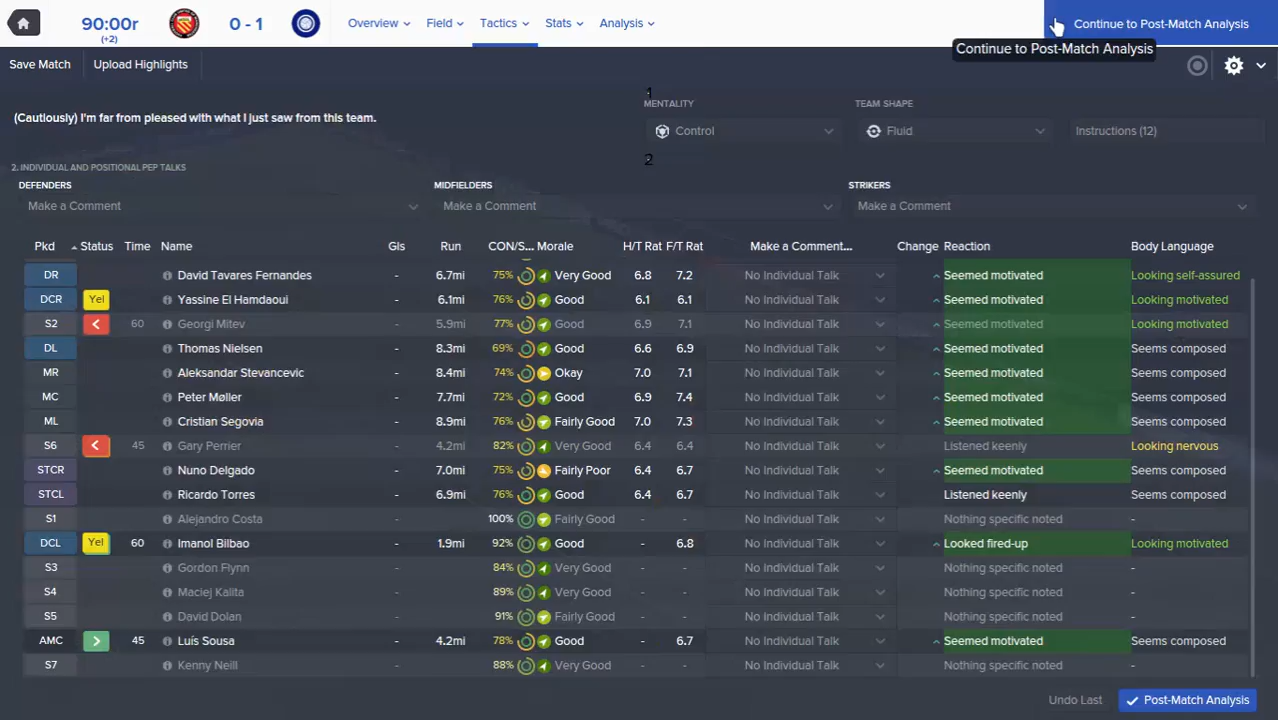 90:00r
(+2)
0 - 1
Overview
Field
Tactics
Stats
Analysis
Continue to Post-Match Analysis
Continue to Post-Match Analysis
Save Match
Upload Highlights
(Cautiously) I'm far from pleased with what I just saw from this team.
1
MENTALITY
TEAM SHAPE
Control
Fluid
Instructions (12)
2
2. INDIVIDUAL AND POSITIONAL PEP TALKS
DEFENDERS
MIDFIELDERS
STRIKERS
Make a Comment
Make a Comment
Make a Comment
Pkd Status Time Name Gls Run CON/S... Morale H/T Rat F/T Rat Make a Comment... Change Reaction Body Language
DR David Tavares Fernandes - 6.7mi 75% Very Good 6.8 7.2 No Individual Talk Seemed motivated Looking self-assured
DCR Yel Yassine El Hamdaoui - 6.1mi 76% Good 6.1 6.1 No Individual Talk Seemed motivated Looking motivated
S2 60 Georgi Mitev - 5.9mi 77% Good 6.9 7.1 No Individual Talk Seemed motivated Looking motivated
DL Thomas Nielsen - 8.3mi 69% Good 6.6 6.9 No Individual Talk Seemed motivated Seems composed
MR Aleksandar Stevancevic - 8.4mi 74% Okay 7.0 7.1 No Individual Talk Seemed motivated Seems composed
MC Peter Møller - 7.7mi 72% Good 6.9 7.4 No Individual Talk Seemed motivated Seems composed
ML Cristian Segovia - 8.9mi 76% Fairly Good 7.0 7.3 No Individual Talk Seemed motivated Seems composed
S6 45 Gary Perrier - 4.2mi 82% Very Good 6.4 6.4 No Individual Talk Listened keenly Looking nervous
STCR Nuno Delgado - 7.0mi 75% Fairly Poor 6.4 6.7 No Individual Talk Seemed motivated Seems composed
STCL Ricardo Torres - 6.9mi 76% Good 6.4 6.7 No Individual Talk Listened keenly Seems composed
S1 Alejandro Costa 100% Fairly Good - - No Individual Talk Nothing specific noted -
DCL Yel 60 Imanol Bilbao - 1.9mi 92% Good - 6.8 No Individual Talk Looked fired-up Looking motivated
S3 Gordon Flynn - - 84% Very Good - - No Individual Talk Nothing specific noted -
S4 Maciej Kalita - - 89% Very Good - - No Individual Talk Nothing specific noted -
S5 David Dolan - - 91% Fairly Good - - No Individual Talk Nothing specific noted -
AMC 45 Luís Sousa - 4.2mi 78% Good - 6.7 No Individual Talk Seemed motivated Seems composed
S7 Kenny Neill - - 88% Very Good - - No Individual Talk Nothing specific noted -
Undo Last
Post-Match Analysis